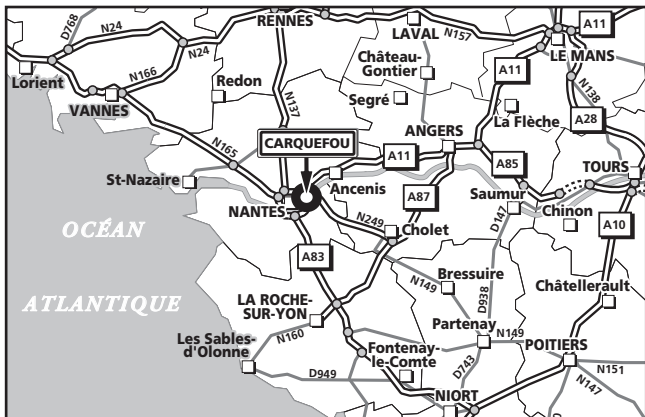 D768
N24
RENNES
LAVAL
N157
A11
LE MANS
Lorient
N24
N166
VANNES
Redon
N137
Château-
Gontier
Segré
A11
La Flèche
N138
A28
N165
CARQUEFOU
ANGERS
A11
A85
TOURS
St-Nazaire
Ancenis
Saumur
NANTES
A87
D147
Chinon
N249
Cholet
A10
OCÉAN
ATLANTIQUE
A83
N149
Bressuire
D938
Châtellerault
LA ROCHE-
SUR-YON
Partenay
N149
POITIERS
Les Sables-
d'Olonne
N160
Fontenay-
le-Comte
D743
N151
N147
D949
NIORT